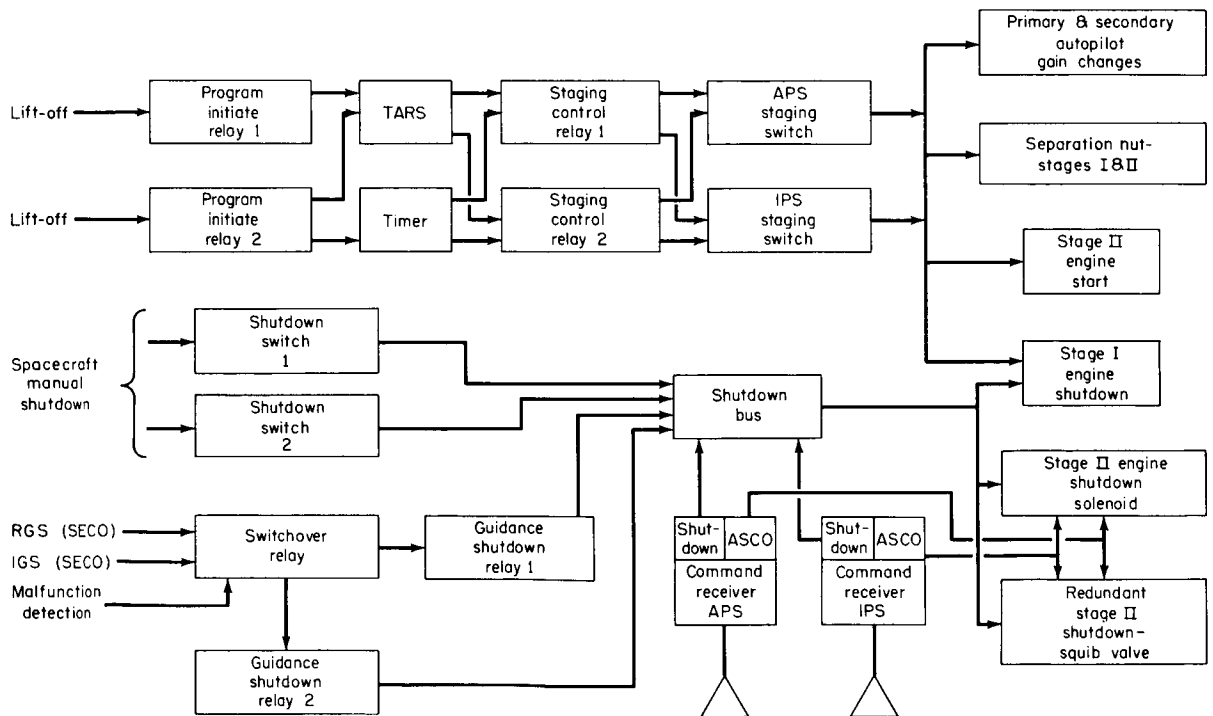 Primary & secondary
autopilot
gain changes
Lift-off
Program
initiate
relay 1
TARS
Staging
control
relay 1
APS
staging
switch
Separation nut-
stages I & II
Lift-off
Program
initiate
relay 2
Timer
Staging
control
relay 2
IPS
staging
switch
Stage II
engine
start
Spacecraft
manual
shutdown
Shutdown
switch
1
Shutdown
switch
2
Shutdown
bus
Stage I
engine
shutdown
Stage II engine
shutdown
solenoid
RGS (SECO)
IGS (SECO)
Malfunction
detection
Switchover
relay
Guidance
shutdown
relay 1
Shut-
down
ASCO
Command
receiver
APS
Shut-
down
ASCO
Command
receiver
IPS
Redundant
stage II
shutdown-
squib valve
Guidance
shutdown
relay 2